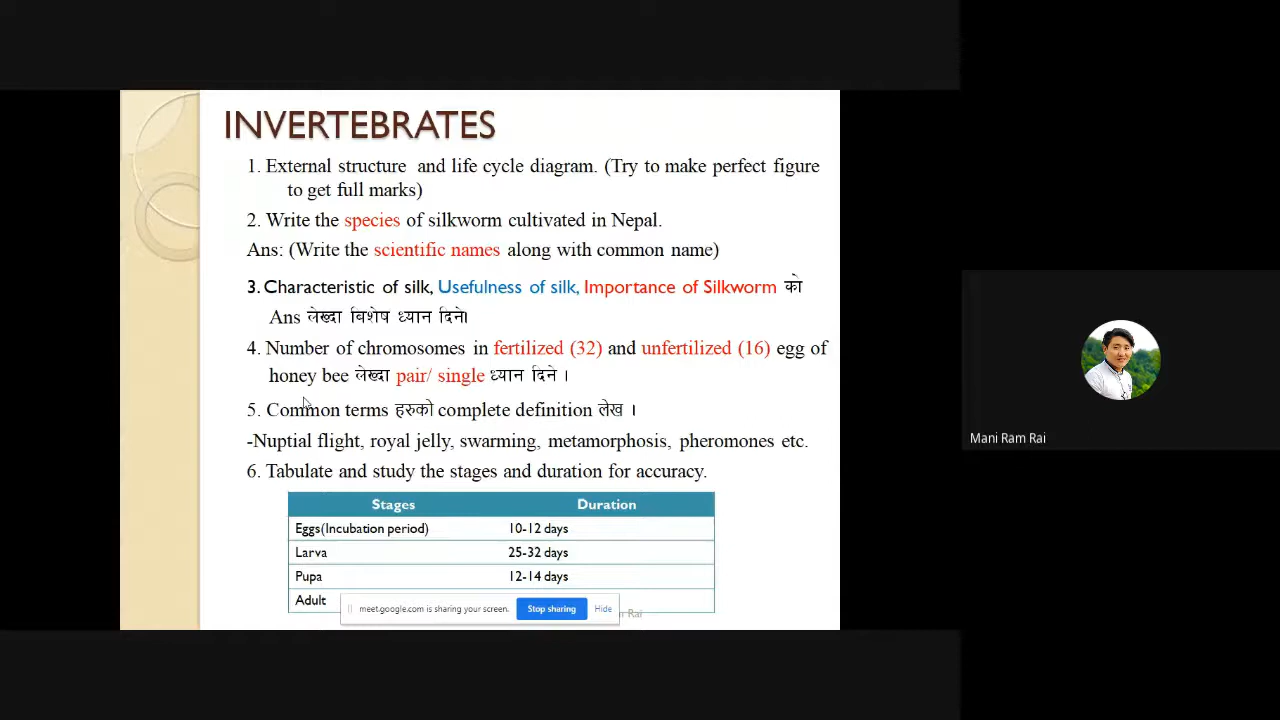 INVERTEBRATES
1. External structure and life cycle diagram. (Try to make perfect figure
to get full marks)
2. Write the species of silkworm cultivated in Nepal.
Ans: (Write the scientific names along with common name)
3. Characteristic of silk, Usefulness of silk, Importance of Silkworm को
Ans लेख्दा विशेष ध्यान दिने।
4. Number of chromosomes in fertilized (32) and unfertilized (16) egg of
honey bee लेख्दा pair/ single ध्यान दिने ।
5. Common terms हरुको complete definition लेख ।
-Nuptial flight, royal jelly, swarming, metamorphosis, pheromones etc.
6. Tabulate and study the stages and duration for accuracy.
Stages Duration
Eggs(Incubation period) 10-12 days
Larva 25-32 days
Pupa 12-14 days
Adult
meet.google.com is sharing your screen. Stop sharing Hide
Rai
Mani Ram Rai